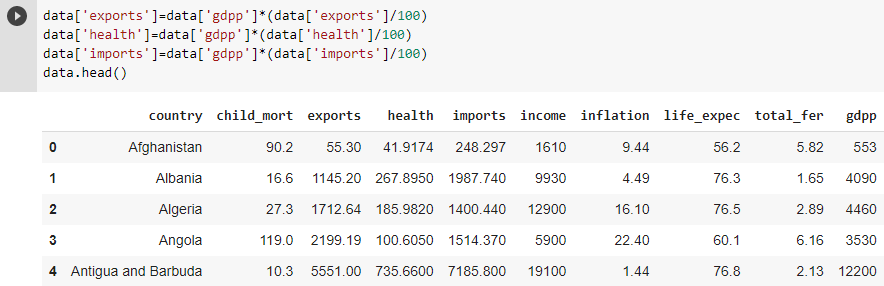 data['exports']=data['gdpp']*(data['exports']/100)
data['health']=data['gdpp']*(data['health']/100)
data['imports']=data['gdpp']*(data['imports']/100)
data.head()
country child_mort exports health imports income inflation life_expec total_fer gdpp
0 Afghanistan 90.2 55.30 41.9174 248.297 1610 9.44 56.2 5.82 553
1 Albania 16.6 1145.20 267.8950 1987.740 9930 4.49 76.3 1.65 4090
2 Algeria 27.3 1712.64 185.9820 1400.440 12900 16.10 76.5 2.89 4460
3 Angola 119.0 2199.19 100.6050 1514.370 5900 22.40 60.1 6.16 3530
4 Antigua and Barbuda 10.3 5551.00 735.6600 7185.800 19100 1.44 76.8 2.13 12200